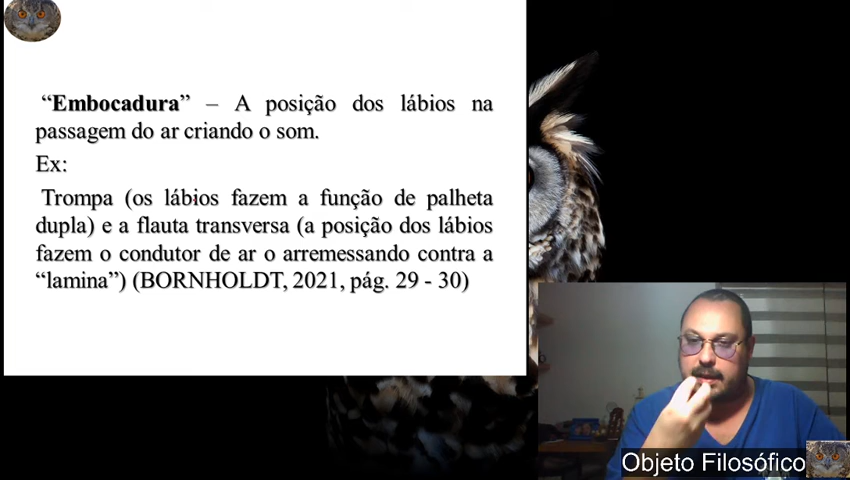 “Embocadura” – A posição dos lábios na
passagem do ar criando o som.
Ex:
Trompa (os lábios fazem a função de palheta
dupla) e a flauta transversa (a posição dos lábios
fazem o condutor de ar o arremessando contra a
“lamina”) (BORNHOLDT, 2021, pág. 29 - 30)
Objeto Filosófico